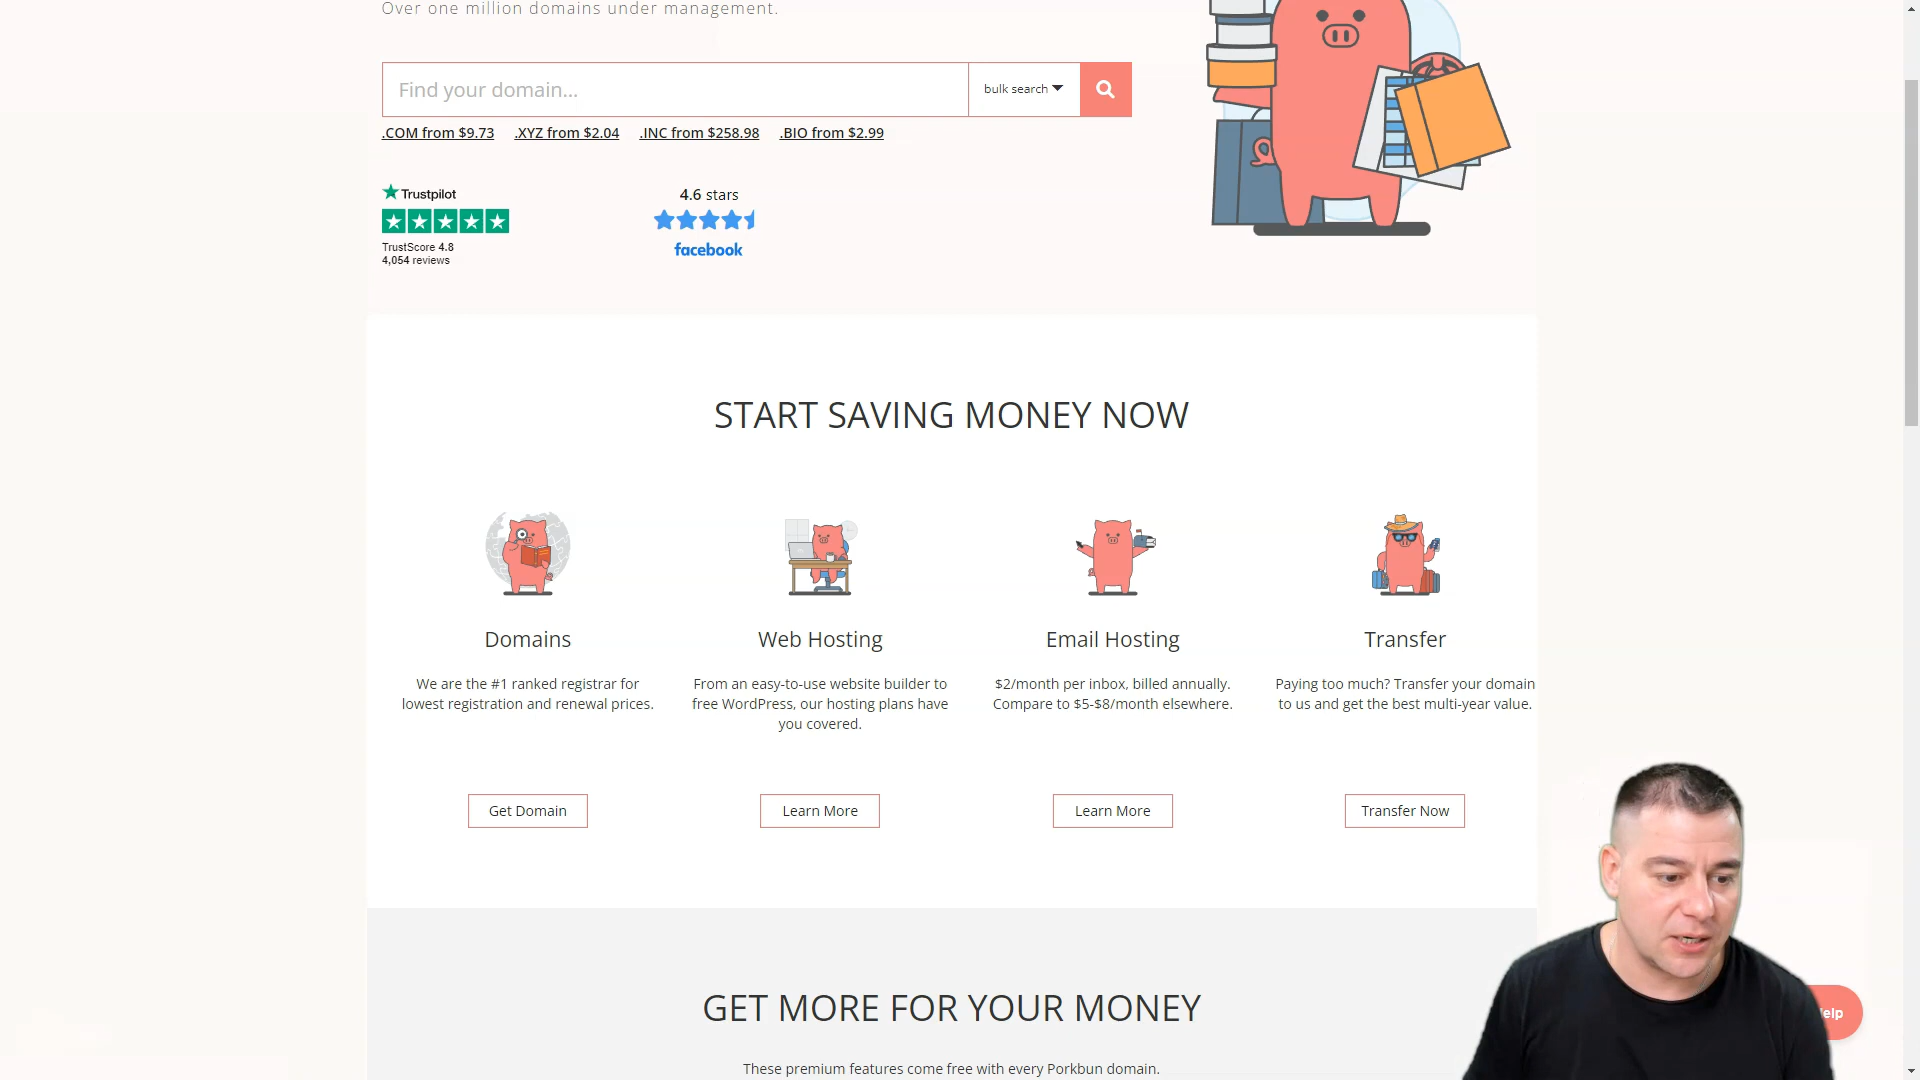 Over one million domains under management.
Find your domain...
bulk search
.COM from $9.73 .XYZ from $2.04 .INC from $258.98 .BIO from $2.99
Trustpilot
TrustScore 4.8
4,054 reviews
4.6 stars
facebook
START SAVING MONEY NOW
Domains
We are the #1 ranked registrar for
lowest registration and renewal prices.
Get Domain
Web Hosting
From an easy-to-use website builder to
free WordPress, our hosting plans have
you covered.
Learn More
Email Hosting
$2/month per inbox, billed annually.
Compare to $5-$8/month elsewhere.
Learn More
Transfer
Paying too much? Transfer your domain
to us and get the best multi-year value.
Transfer Now
GET MORE FOR YOUR MONEY
These premium features come free with every Porkbun domain.